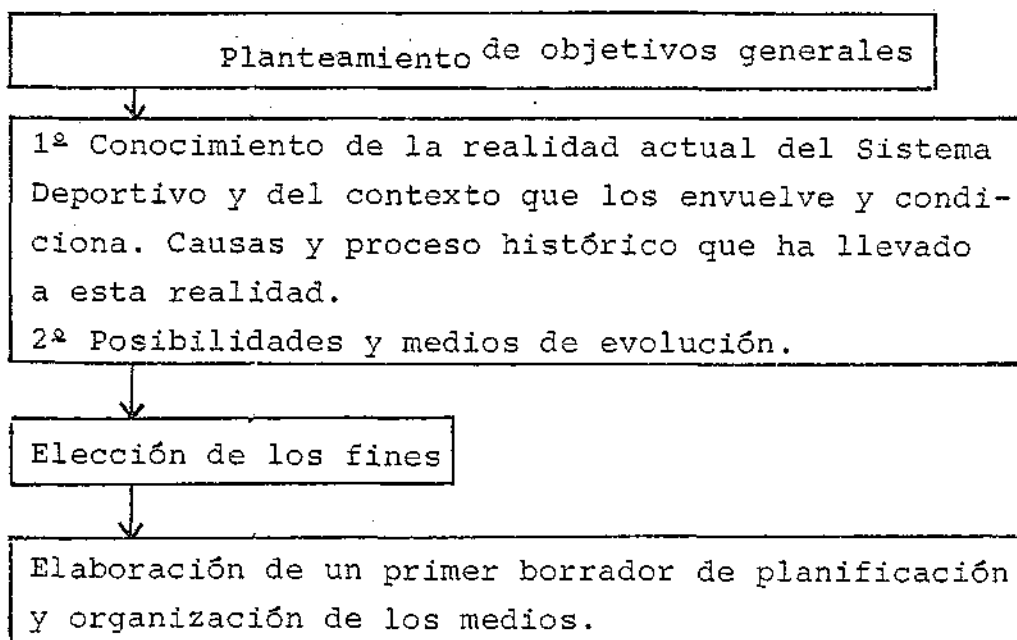 Planteamiento de objetivos generales
1º Conocimiento de la realidad actual del Sistema
Deportivo y del contexto que los envuelve y condi-
ciona. Causas y proceso histórico que ha llevado
a esta realidad.
2º Posibilidades y medios de evolución.
Elección de los fines
Elaboración de un primer borrador de planificación
y organización de los medios.